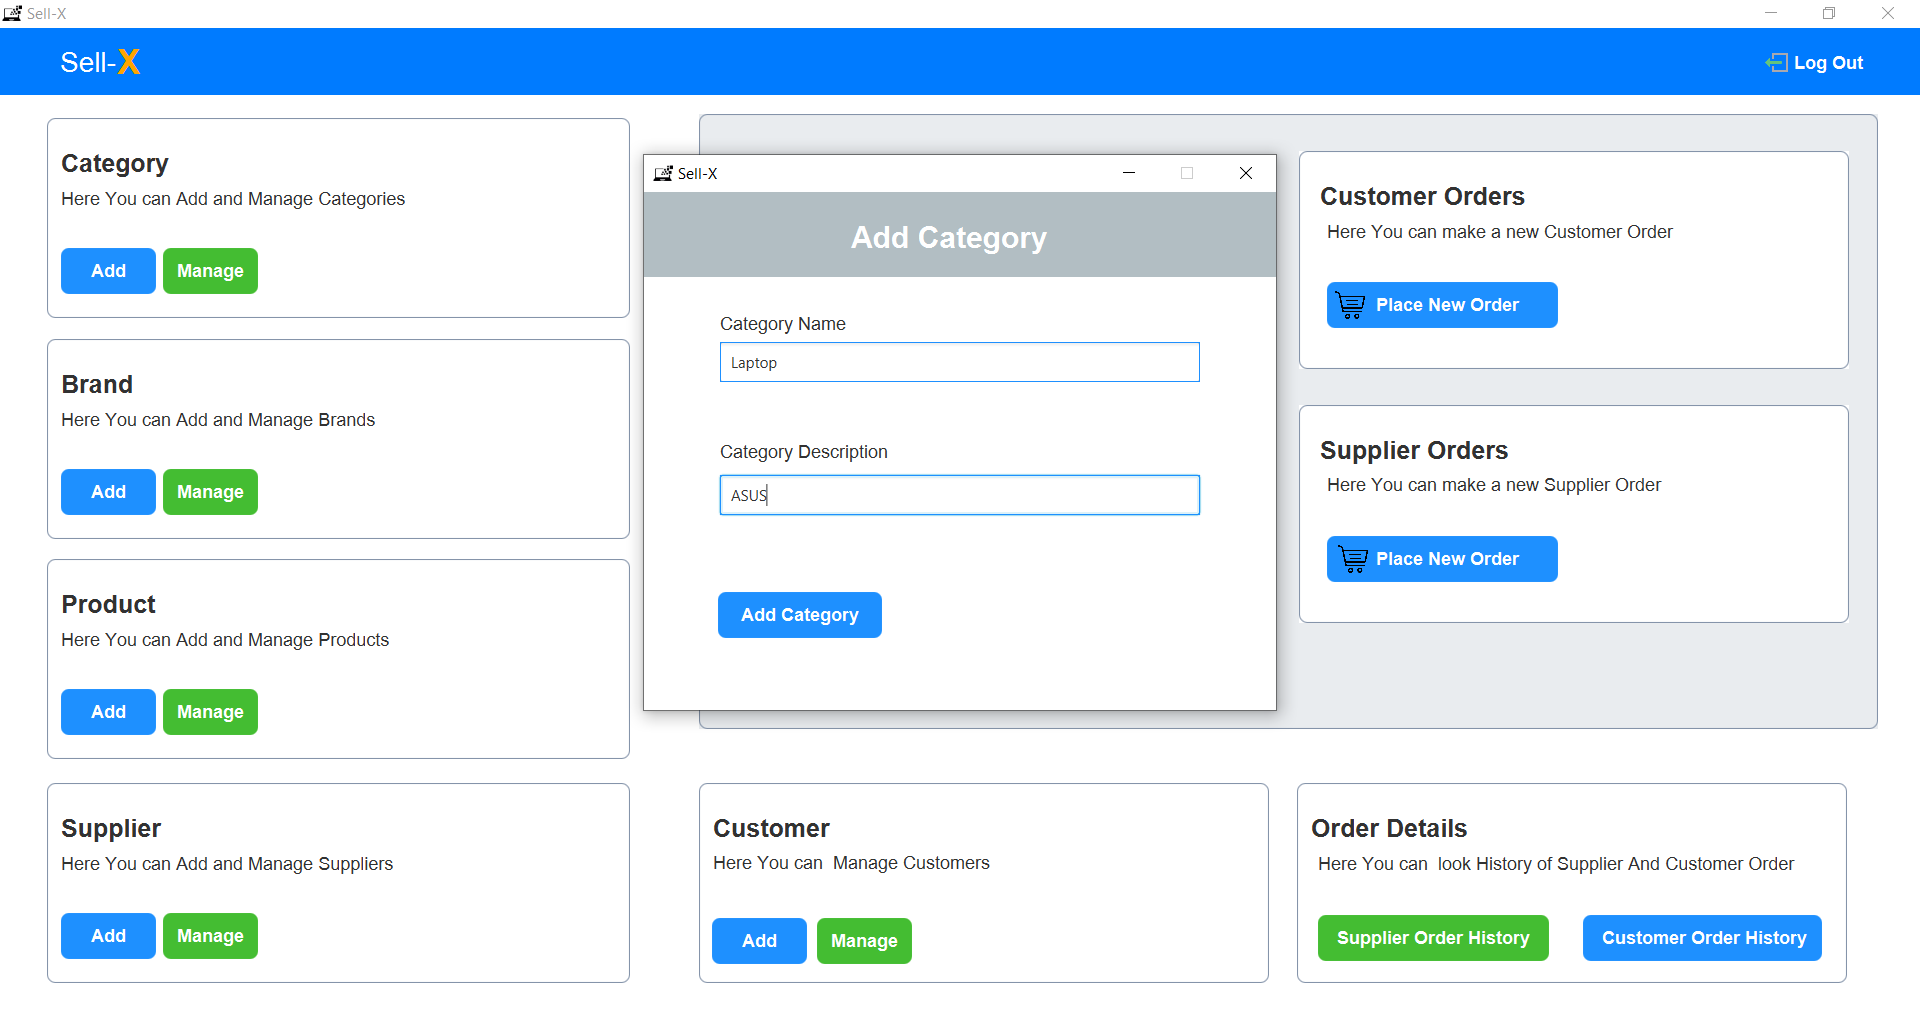 Sell-X
Sell-X
Log Out
Category
Here You can Add and Manage Categories
Add
Manage
Brand
Here You can Add and Manage Brands
Add
Manage
Product
Here You can Add and Manage Products
Add
Manage
Supplier
Here You can Add and Manage Suppliers
Add
Manage
Sell-X
Add Category
Category Name
Laptop
Category Description
ASUS
Add Category
Customer Orders
Here You can make a new Customer Order
Place New Order
Supplier Orders
Here You can make a new Supplier Order
Place New Order
Customer
Here You can  Manage Customers
Add
Manage
Order Details
Here You can  look History of Supplier And Customer Order
Supplier Order History
Customer Order History